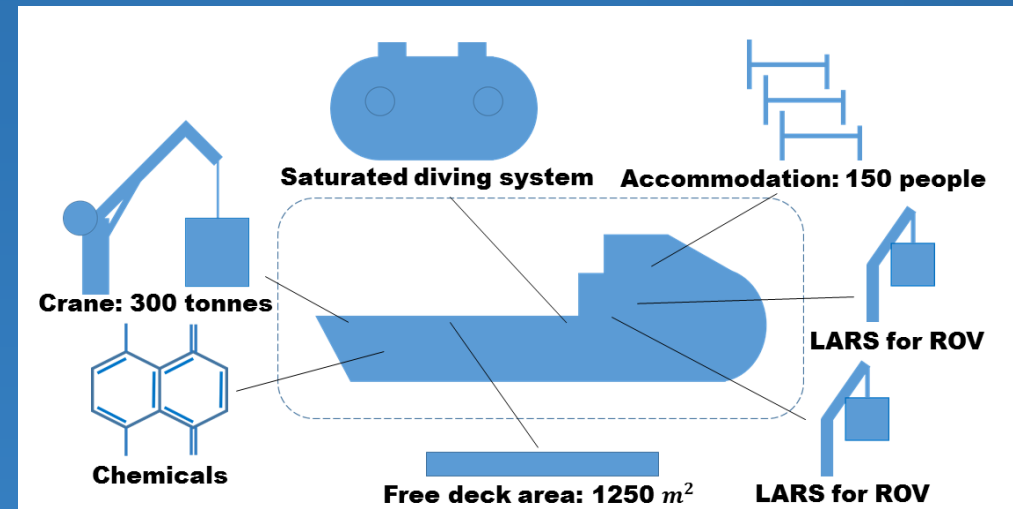 Saturated diving system
Accommodation: 150 people
Crane: 300 tonnes
LARS for ROV
Chemicals
Free deck area: 1250 m²
LARS for ROV